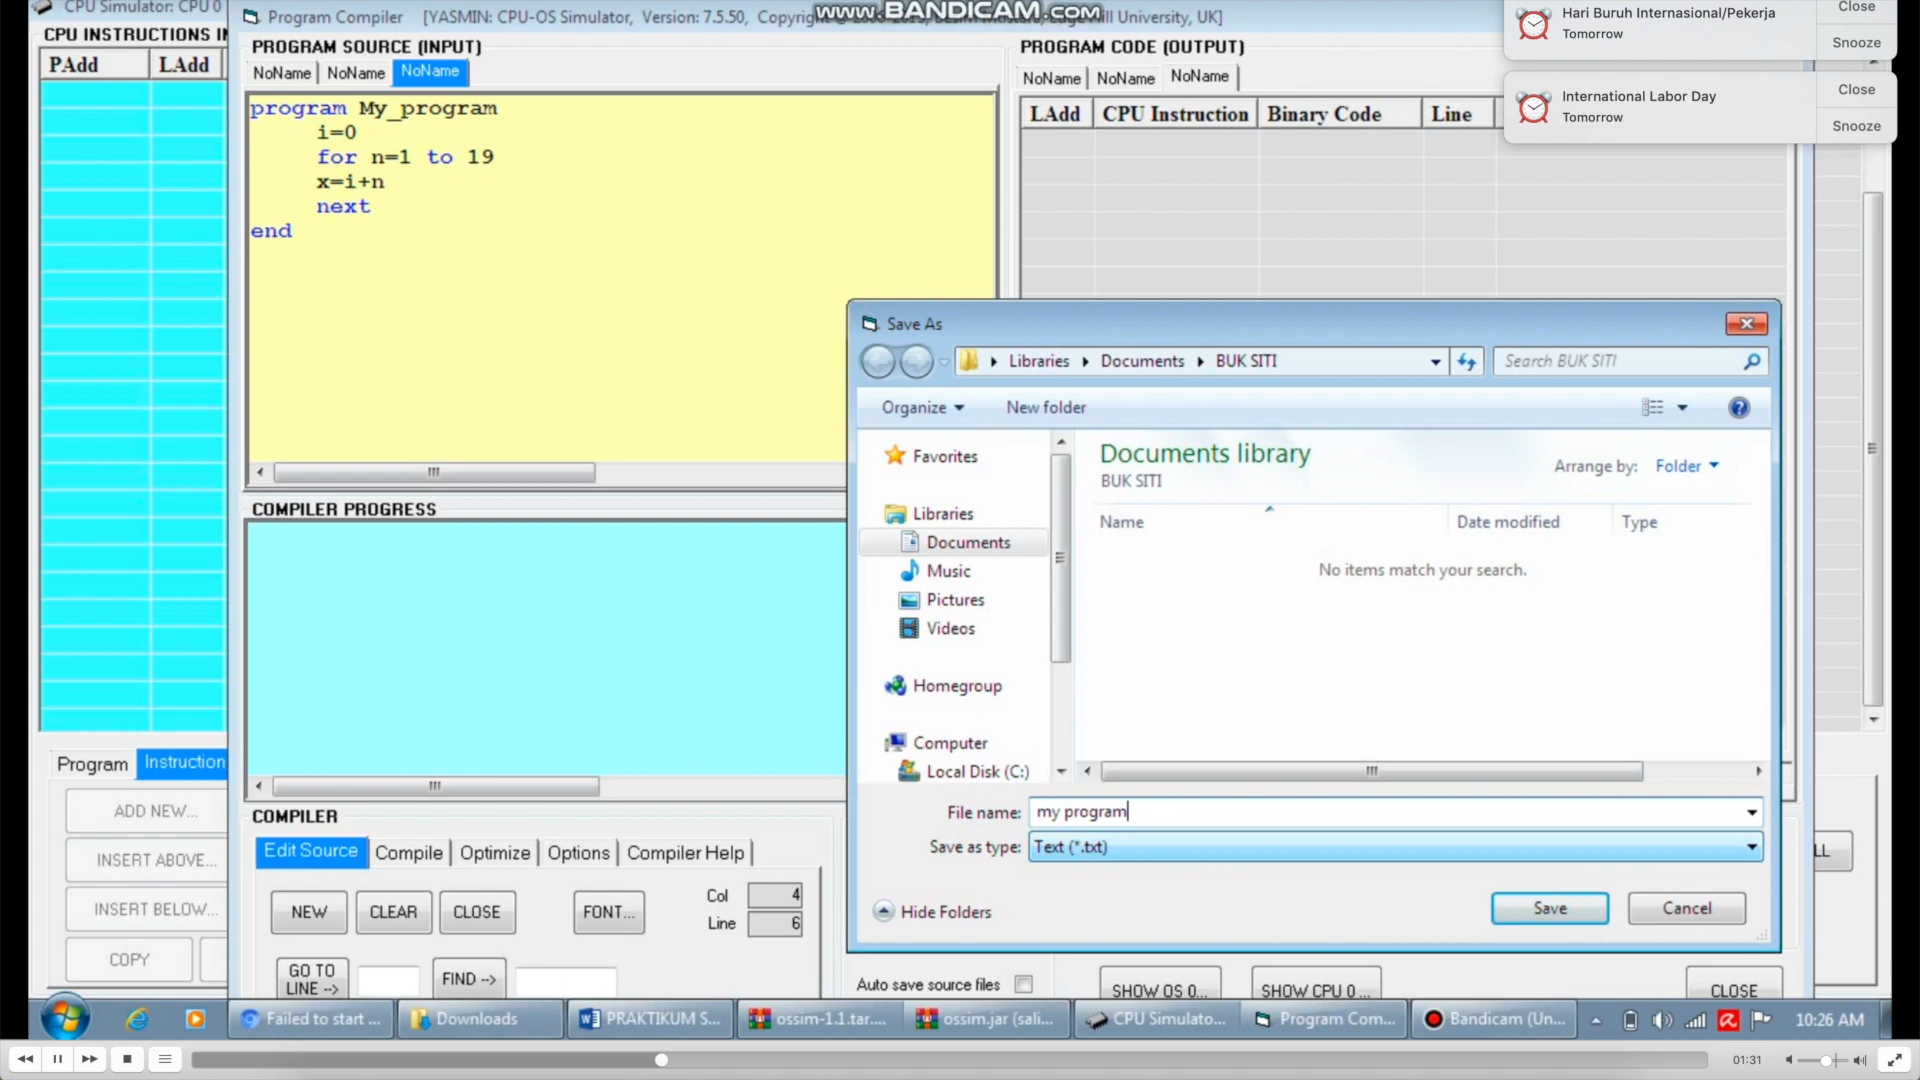 CPU Simulator: CPU 0
Program Compiler [YASMIN: CPU-OS Simulator, Version: 7.5.50, Copyrig
University, UK]
www.BANDICAM.com
Hari Buruh Internasional/Pekerja
Tomorrow
Close
Snooze
International Labor Day
Tomorrow
Close
Snooze
CPU INSTRUCTIONS I
PAdd LAdd
PROGRAM SOURCE (INPUT)
NoName NoName NoName
program My_program
i=0
for n=1 to 19
x=i+n
next
end
PROGRAM CODE (OUTPUT)
NoName NoName NoName
LAdd CPU Instruction Binary Code Line
Save As
Libraries Documents BUK SITI
Search BUK SITI
Organize New folder
Favorites
Libraries
Documents
Music
Pictures
Videos
Homegroup
Computer
Local Disk (C:)
Documents library
BUK SITI
Arrange by: Folder
Name Date modified Type
No items match your search.
File name: my program
Save as type: Text (*.txt)
Hide Folders
Save Cancel
COMPILER PROGRESS
Program Instruction
ADD NEW...
INSERT ABOVE...
INSERT BELOW...
COPY
COMPILER
Edit Source Compile Optimize Options Compiler Help
NEW CLEAR CLOSE FONT...
Col 4
Line 6
GO TO
LINE -->
FIND -->
Auto save source files
SHOW OS 0... SHOW CPU 0 ... CLOSE
LL
Failed to start ...
Downloads
PRAKTIKUM S...
ossim-1.1.tar....
ossim.jar (sali...
CPU Simulato...
Program Com...
Bandicam (Un...
10:26 AM
01:31